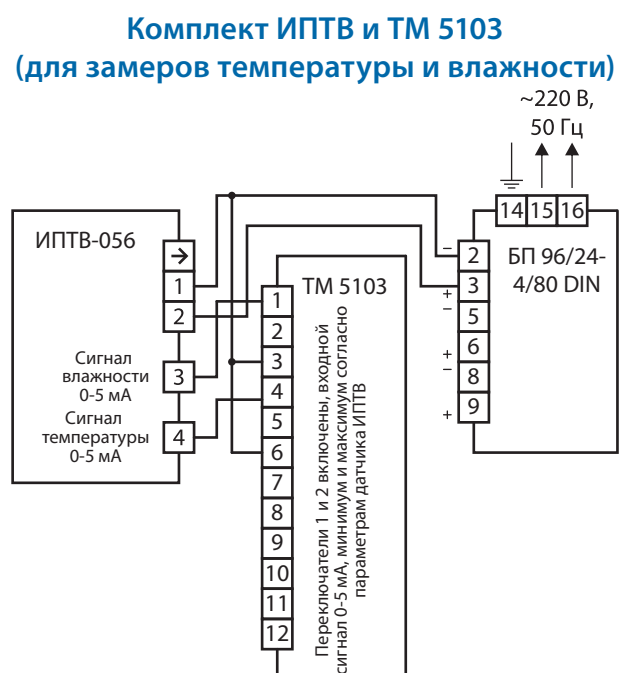 Комплект ИПТВ и ТМ 5103
(для замеров температуры и влажности)
~220 В,
50 Гц
14 15 16
ИПТВ-056
→
1
2
Сигнал
влажности
0-5 мА
3
Сигнал
температуры
0-5 мА
4
ТМ 5103
1
2
3
4
5
6
7
8
9
10
11
12
Переключатели 1 и 2 включены, входной
сигнал 0-5 мА, минимум и максимум согласно
параметрам датчика ИПТВ
БП 96/24-
4/80 DIN
– 2
+ 3
– 5
+ 6
– 8
+ 9